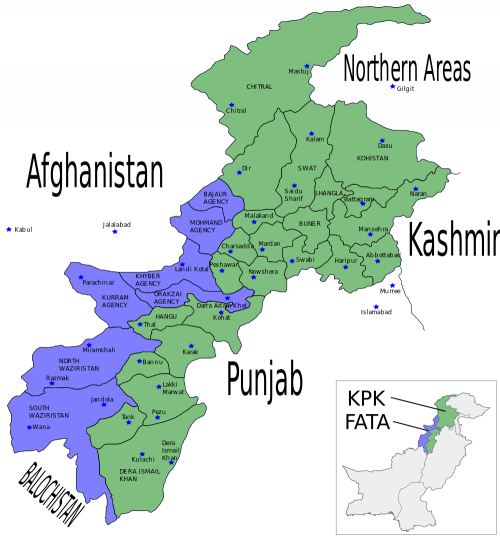 Northern Areas
Mastuj
CHITRAL
Gilgit
Chitral
Kalam
Dasu
KOHISTAN
Afghanistan
Dir
SWAT
BAJAUR
AGENCY
Saidu
Sharif
SHANGLA
Battagram
Naran
Malakand
MOHMAND
AGENCY
BUNER
Kabul
Jalalabad
Mansehra
Kashmir
Charsadda
Mardan
Swabi
Abbottabad
Haripur
Landi Kotal
Peshawar
Nowshera
KHYBER
AGENCY
Parachinar
Murree
ORAKZAI
AGENCY
KURRAM
AGENCY
Darra Adam Khel
Kohat
Islamabad
HANGU
Thal
Miramshah
Karak
NORTH
WAZIRISTAN
Bannu
Punjab
Razmak
Lakki
Marwat
Jandola
SOUTH
WAZIRISTAN
Tank
Pezu
Wana
Dera
Ismail
Khan
Kulachi
DERA ISMAIL
KHAN
BALOCHISTAN
KPK
FATA